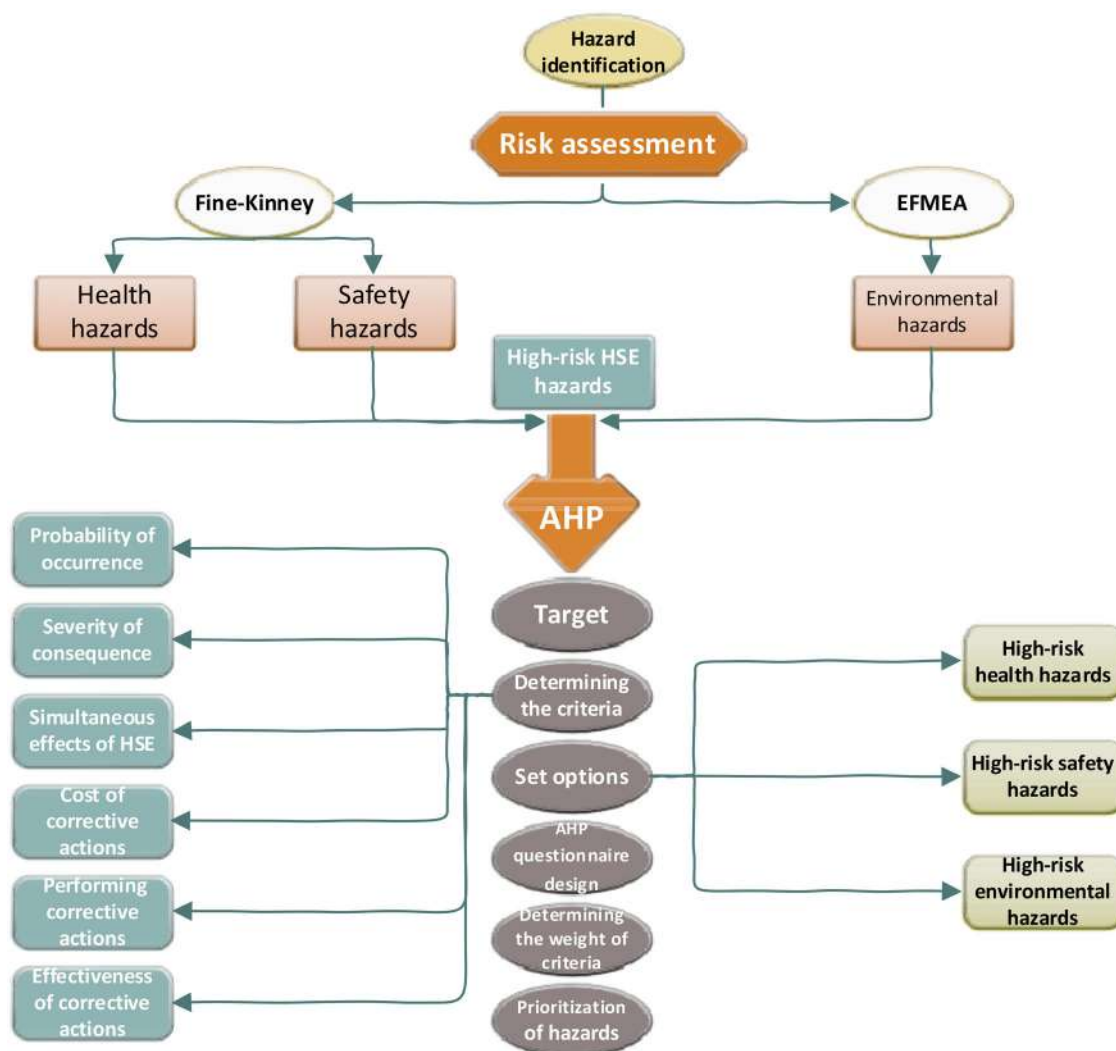 Hazard
identification
Risk assessment
Fine-Kinney
EFMEA
Health
hazards
Safety
hazards
Environmental
hazards
High-risk HSE
hazards
AHP
Probability of
occurrence
Severity of
consequence
Simultaneous
effects of HSE
Cost of
corrective
actions
Performing
corrective
actions
Effectiveness
of corrective
actions
Target
Determining
the criteria
Set options
AHP
questionnaire
design
Determining
the weight of
criteria
Prioritization
of hazards
High-risk
health hazards
High-risk safety
hazards
High-risk
environmental
hazards